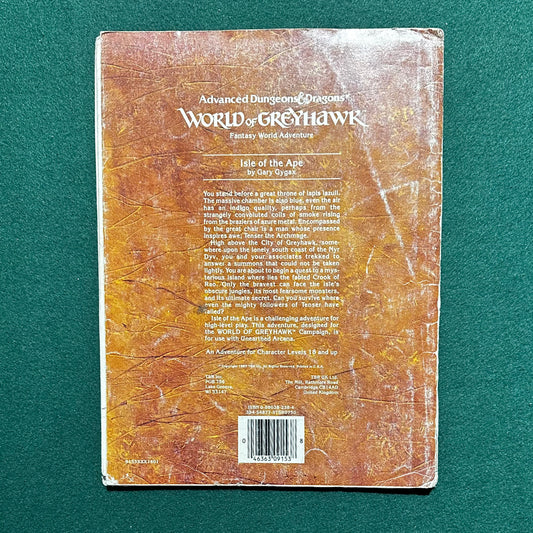 Advanced Dungeons & Dragons®
WORLD OF GREYHAWK
Fantasy World Adventure
Isle of the Ape
by Gary Gygax
You stand before a great throne of lapis lazuli.
The massive chamber is also blue, even the air
has an indigo quality, perhaps from the
strangely convoluted coils of smoke rising
from the braziers of azure metal. Encompassed
by the great chair is a man whose presence
inspires awe, Tenser the Archmage.
High above the City of Greyhawk, some-
where upon the lonely south coast of the Nyr
Dyv, you and your associates trekked to
answer a summons that could not be taken
lightly. You are about to begin a quest to a mys-
terious island where lies the fabled Crook of
Rao. Only the bravest can face the isle's
obscure jungles, its most fearsome monsters,
and its ultimate secret. Can you survive where
even the mighty followers of Tenser have
failed?
Isle of the Ape is a challenging adventure for
high-level play. This adventure, designed for
the WORLD OF GREYHAWK™ Campaign, is
for use with Unearthed Arcana.
An Adventure for Character Levels 18 and up
TSR Inc.
POB 756
Lake Geneva,
WI 53147
TSR UK Ltd.
The Mill, Rathmore Road
Cambridge CB14AD
United Kingdom
ISBN 0-88038-238-4
0 46363 09153 8